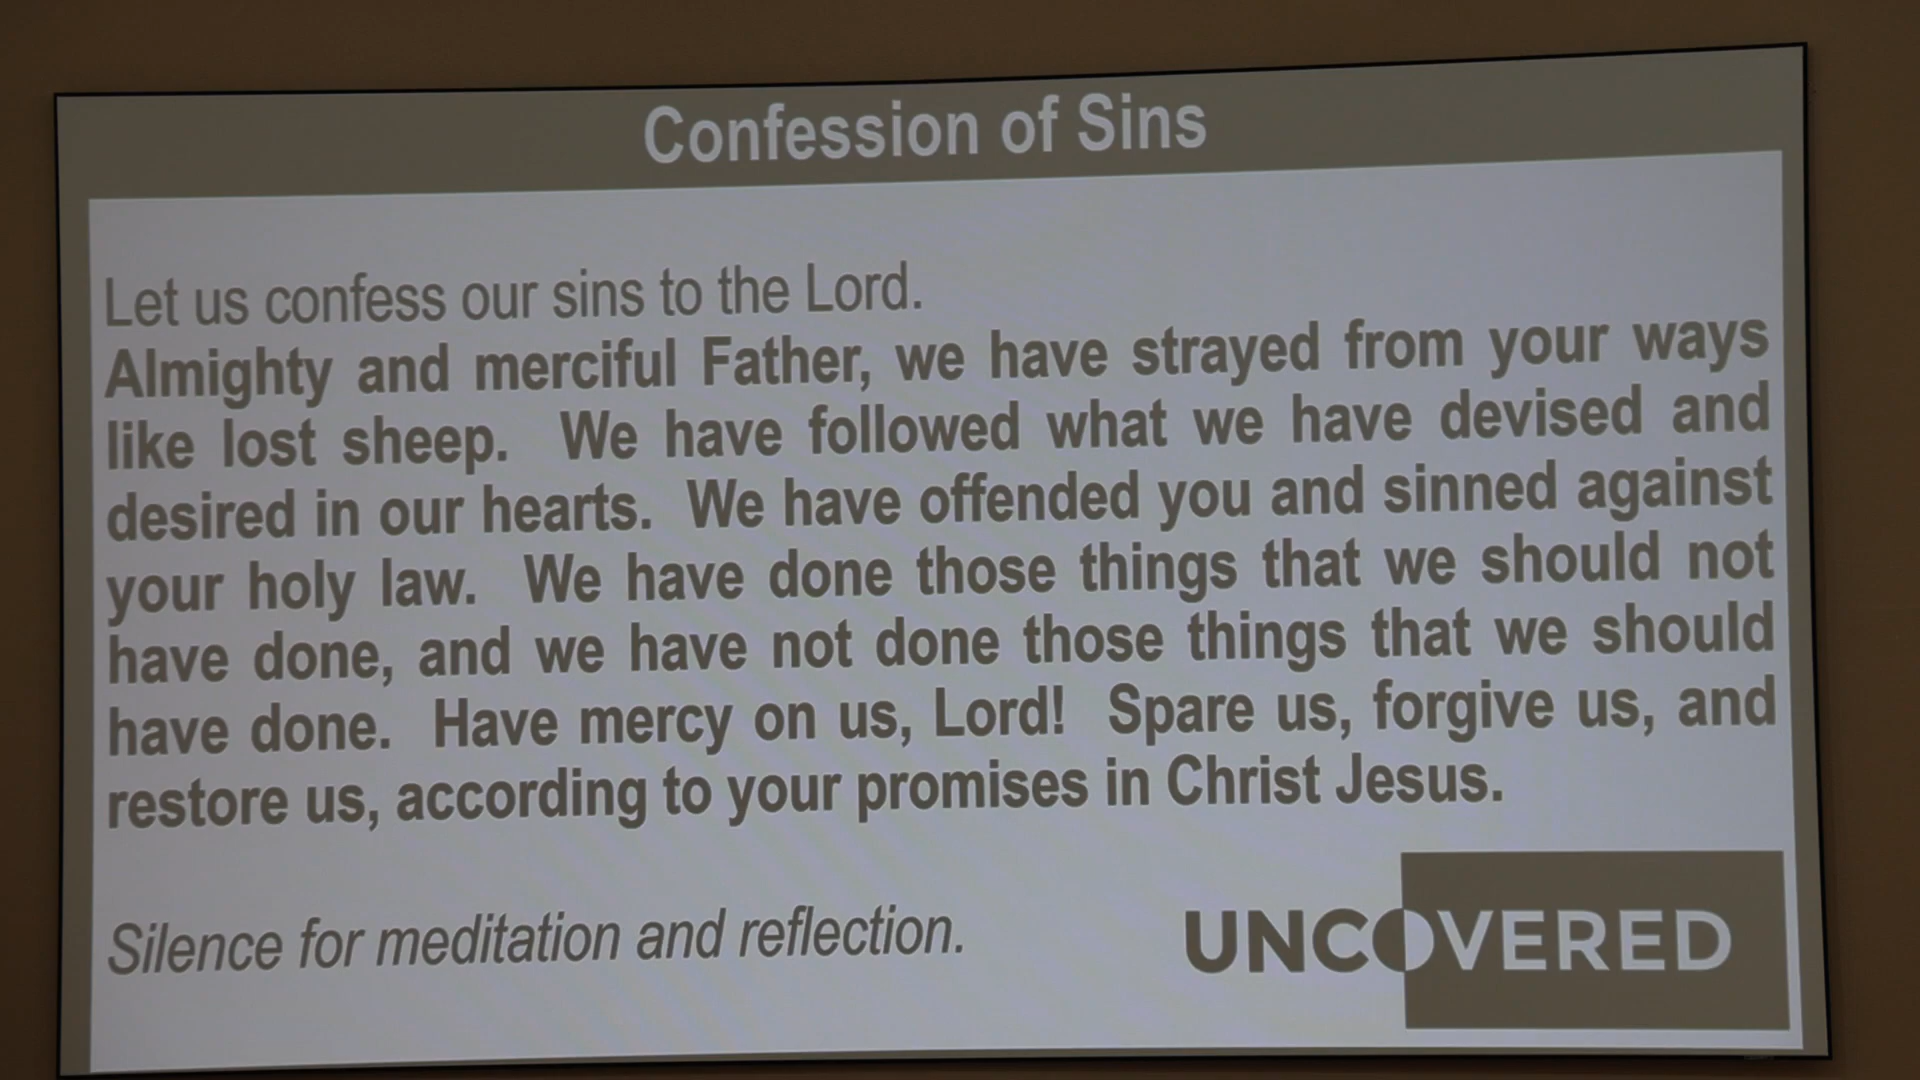 Confession of Sins
Let us confess our sins to the Lord.
Almighty and merciful Father, we have strayed from your ways
like lost sheep.  We have followed what we have devised and
desired in our hearts.  We have offended you and sinned against
your holy law.  We have done those things that we should not
have done, and we have not done those things that we should
have done.  Have mercy on us, Lord!  Spare us, forgive us, and
restore us, according to your promises in Christ Jesus.
Silence for meditation and reflection.
UNCOVERED